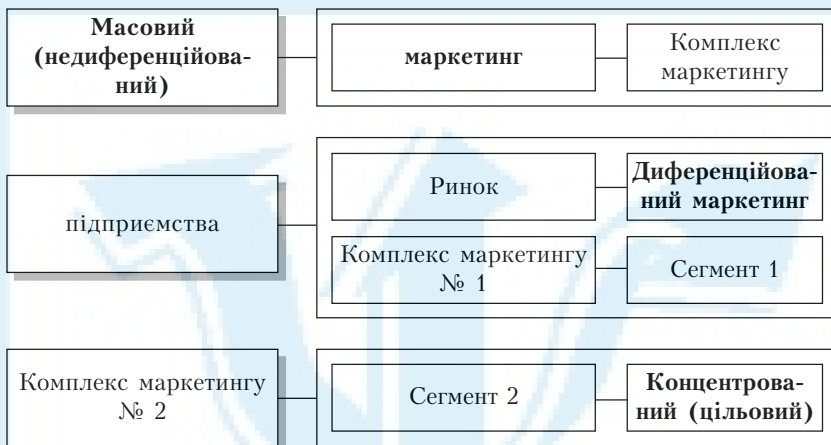 Масовий
(недиференційова-
ний)
маркетинг
Комплекс
маркетингу
підприємства
Ринок
Диференційова-
ний маркетинг
Комплекс маркетингу
№ 1
Сегмент 1
Комплекс маркетингу
№ 2
Сегмент 2
Концентрова-
ний (цільовий)